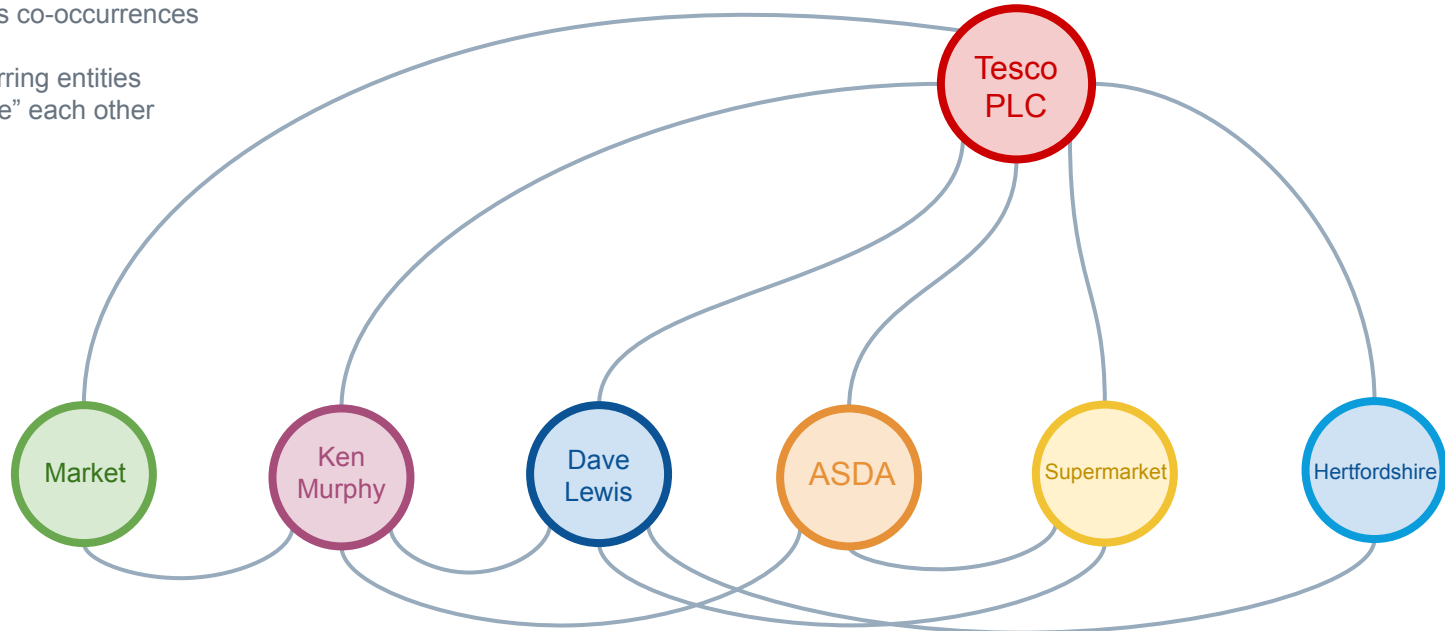 s co-occurrences
rring entities
e” each other
Tesco
PLC
Market
Ken
Murphy
Dave
Lewis
ASDA
Supermarket
Hertfordshire